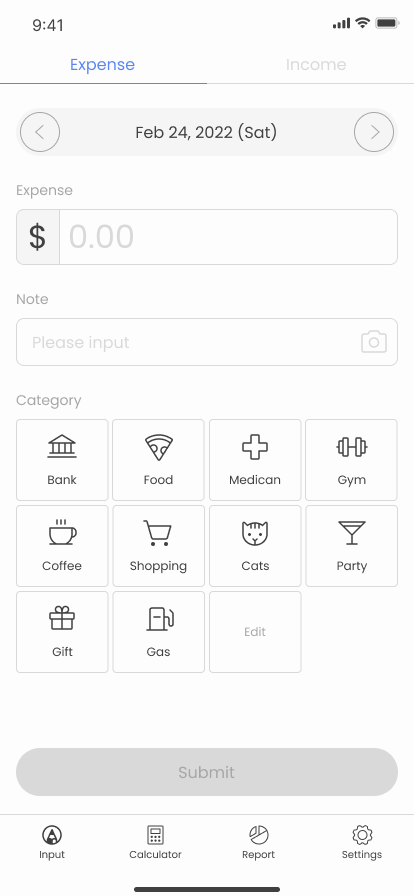 9:41
Expense Income
Feb 24, 2022 (Sat)
Expense
$ 0.00
Note
Please input
Category
Bank Food Medican Gym
Coffee Shopping Cats Party
Gift Gas Edit
Submit
Input Calculator Report Settings